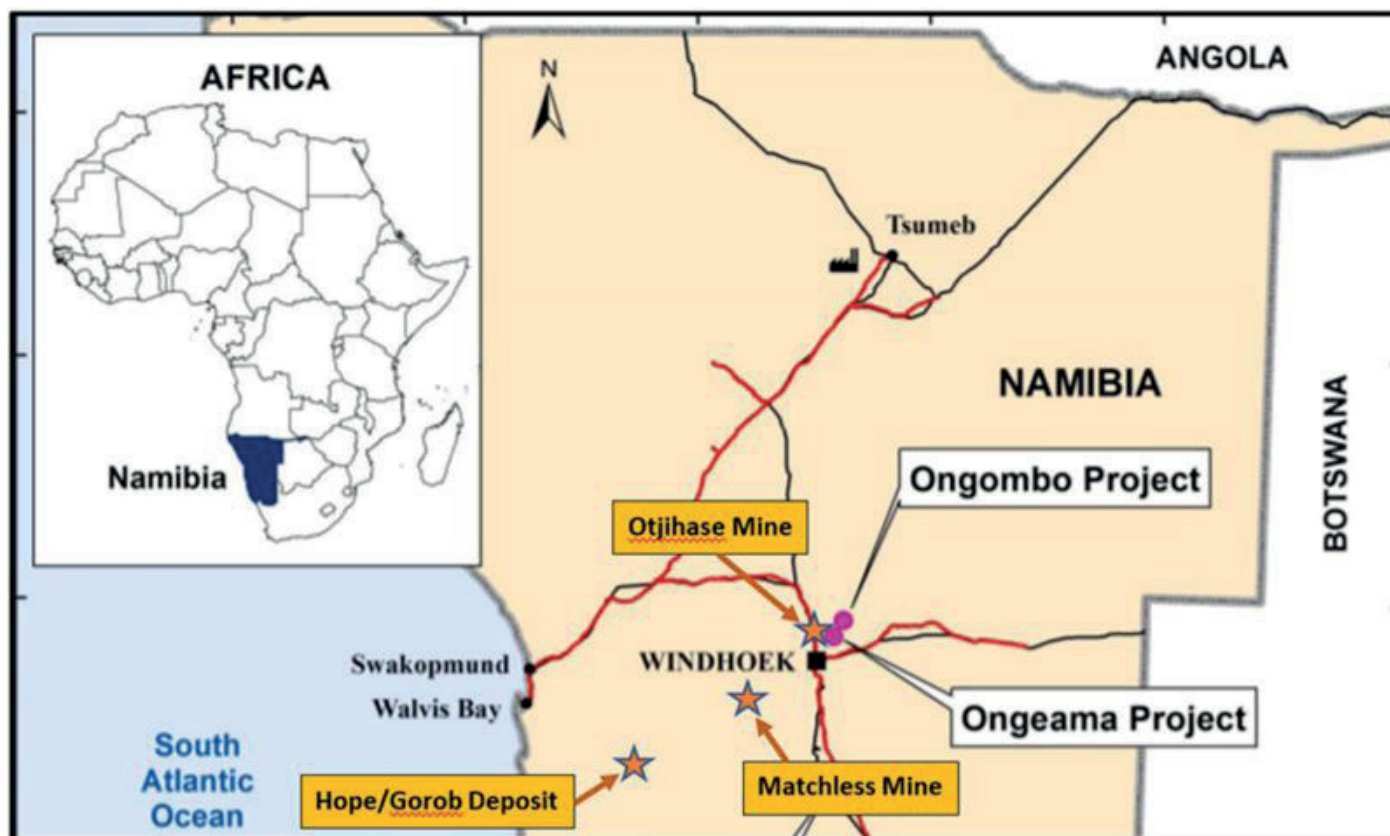 AFRICA
Namibia
N
ANGOLA
Tsumeb
NAMIBIA
BOTSWANA
Ongombo Project
Otjihase Mine
Swakopmund
WINDHOEK
Walvis Bay
Ongeama Project
South
Atlantic
Ocean
Hope/Gorob Deposit
Matchless Mine